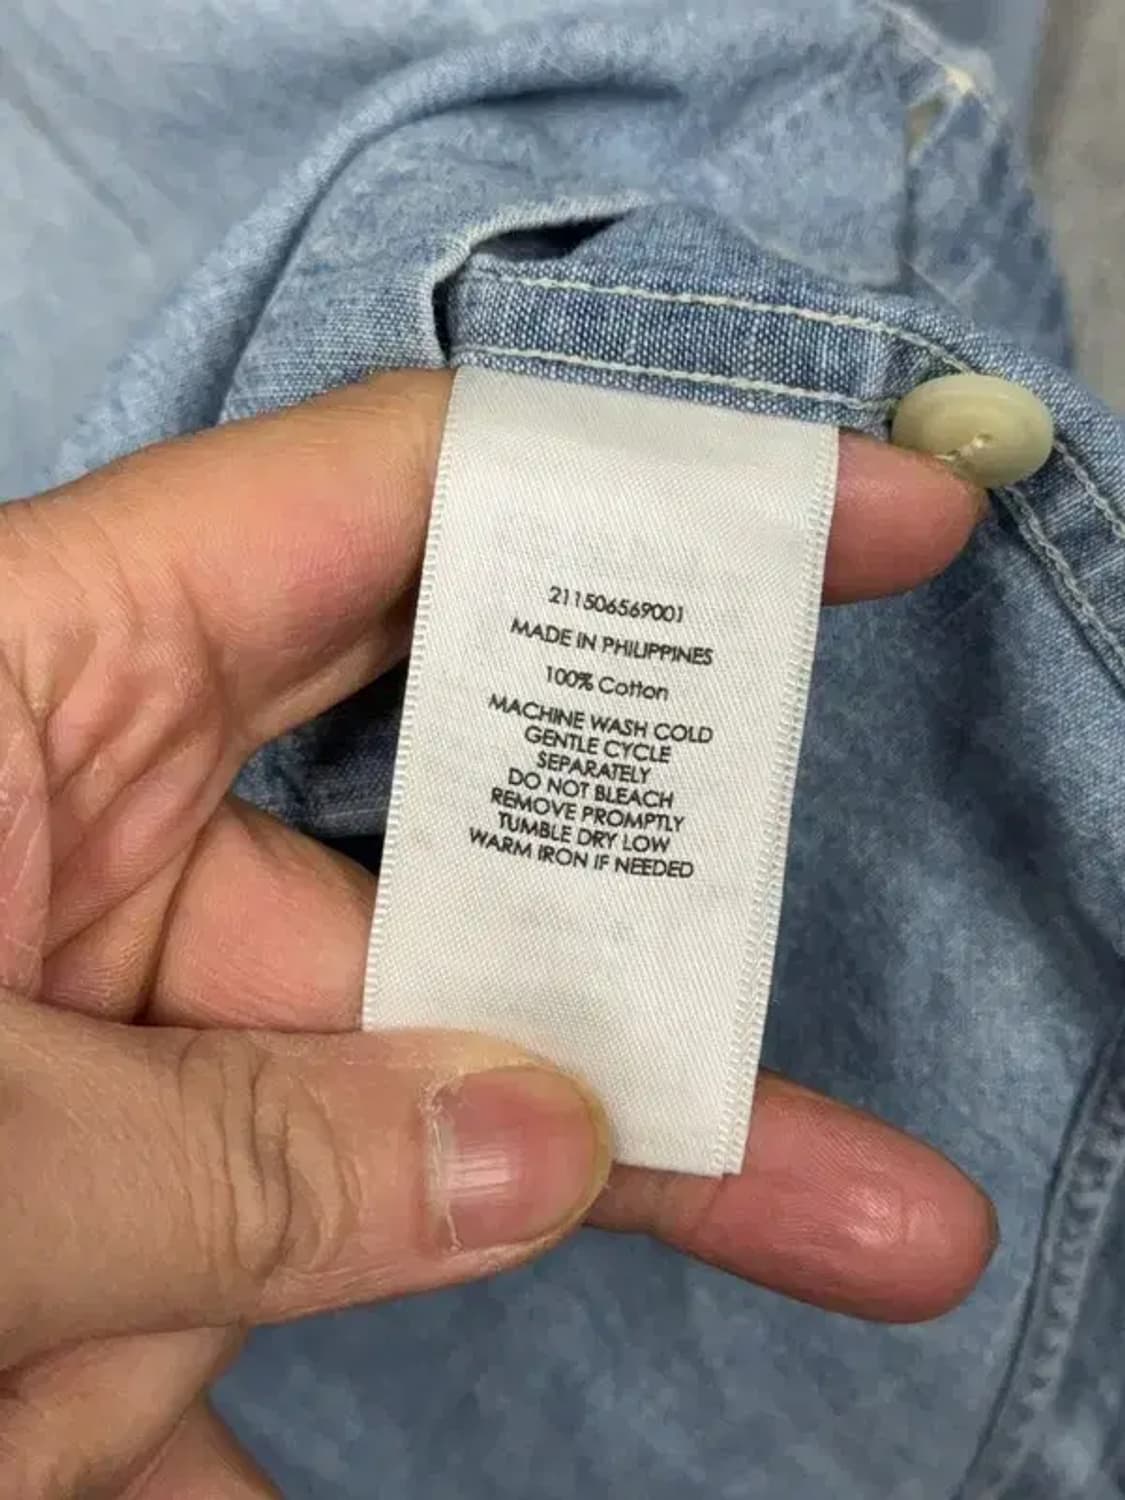 211506569001
MADE IN PHILIPPINES
100% Cotton
MACHINE WASH COLD
GENTLE CYCLE
SEPARATELY
DO NOT BLEACH
REMOVE PROMPTLY
TUMBLE DRY LOW
WARM IRON IF NEEDED